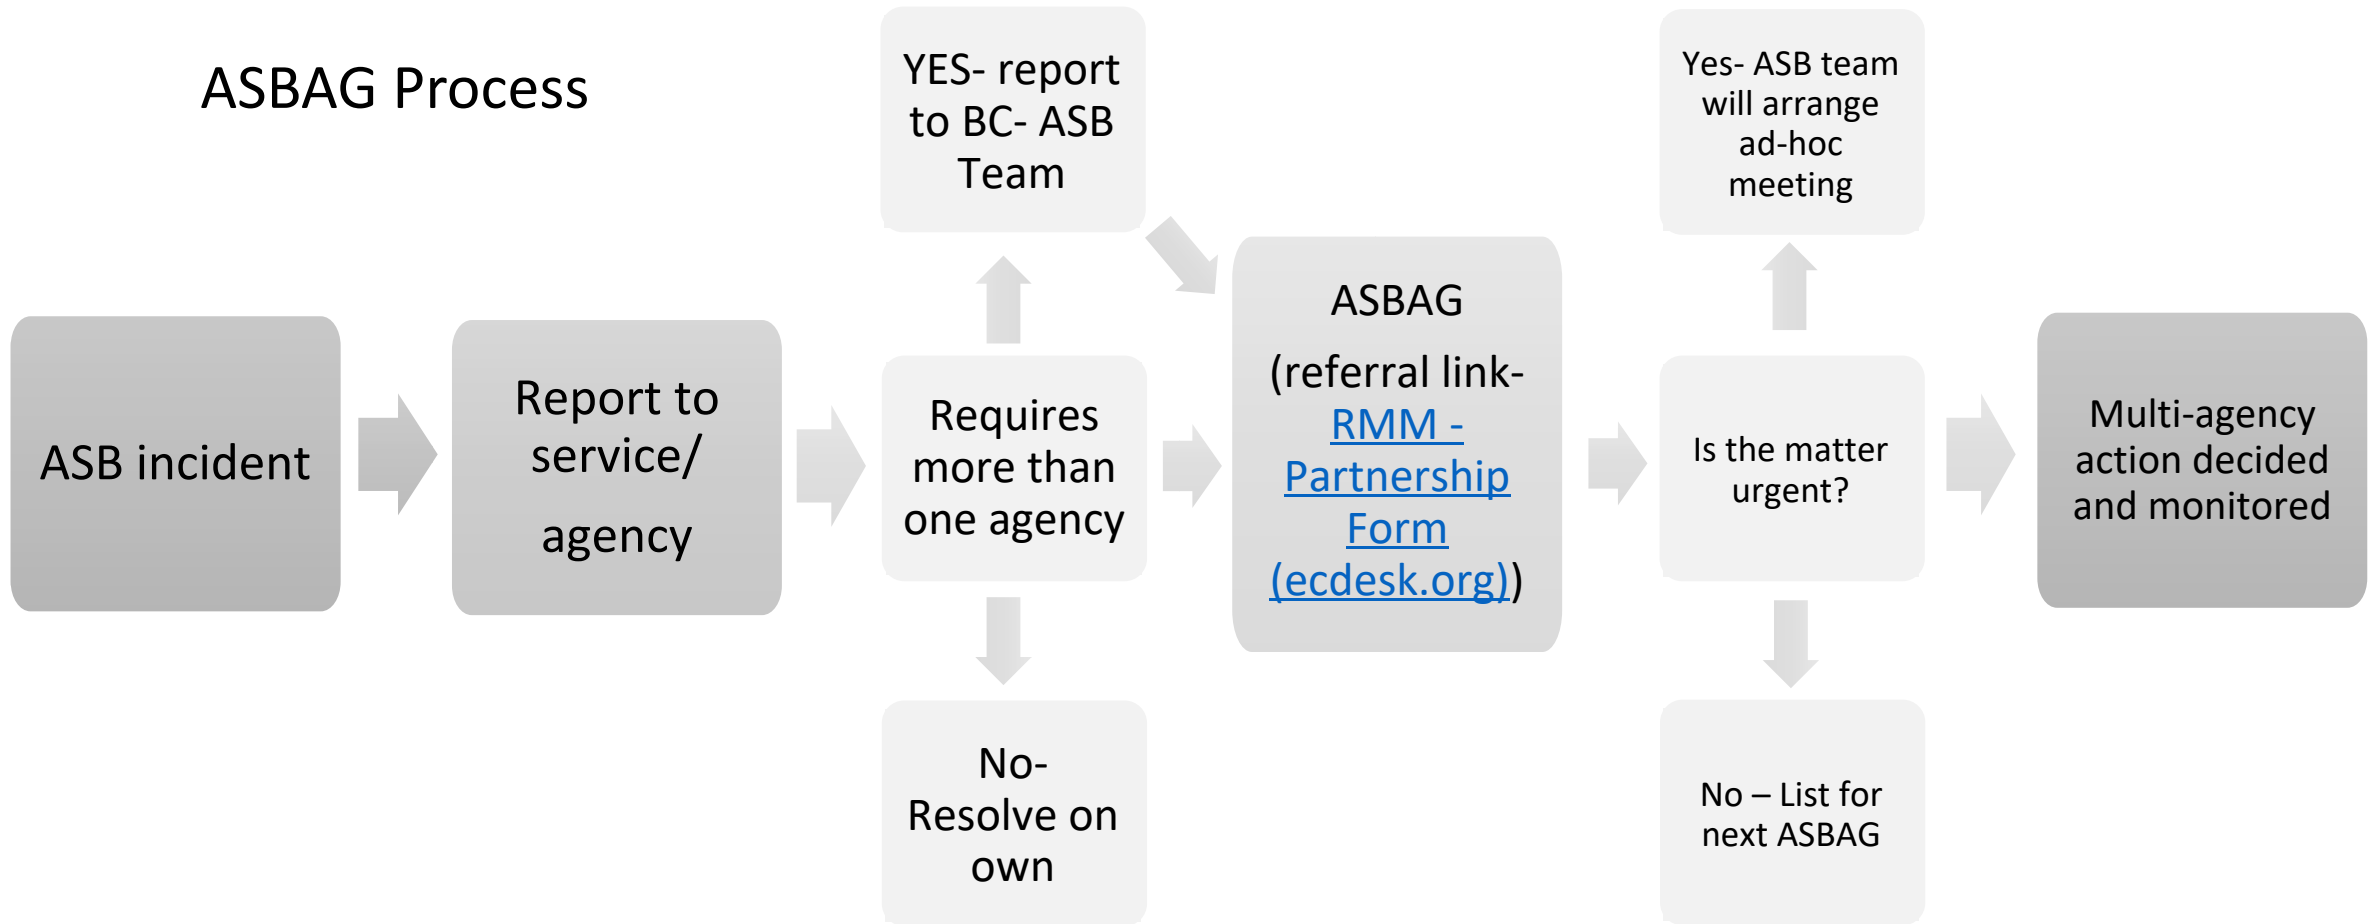 ASBAG Process
ASB incident
Report to
service/
agency
YES- report
to BC- ASB
Team
Requires
more than
one agency
No-
Resolve on
own
ASBAG
(referral link-
RMM -
Partnership
Form
(ecdesk.org))
Yes- ASB team
will arrange
ad-hoc
meeting
Is the matter
urgent?
No – List for
next ASBAG
Multi-agency
action decided
and monitored